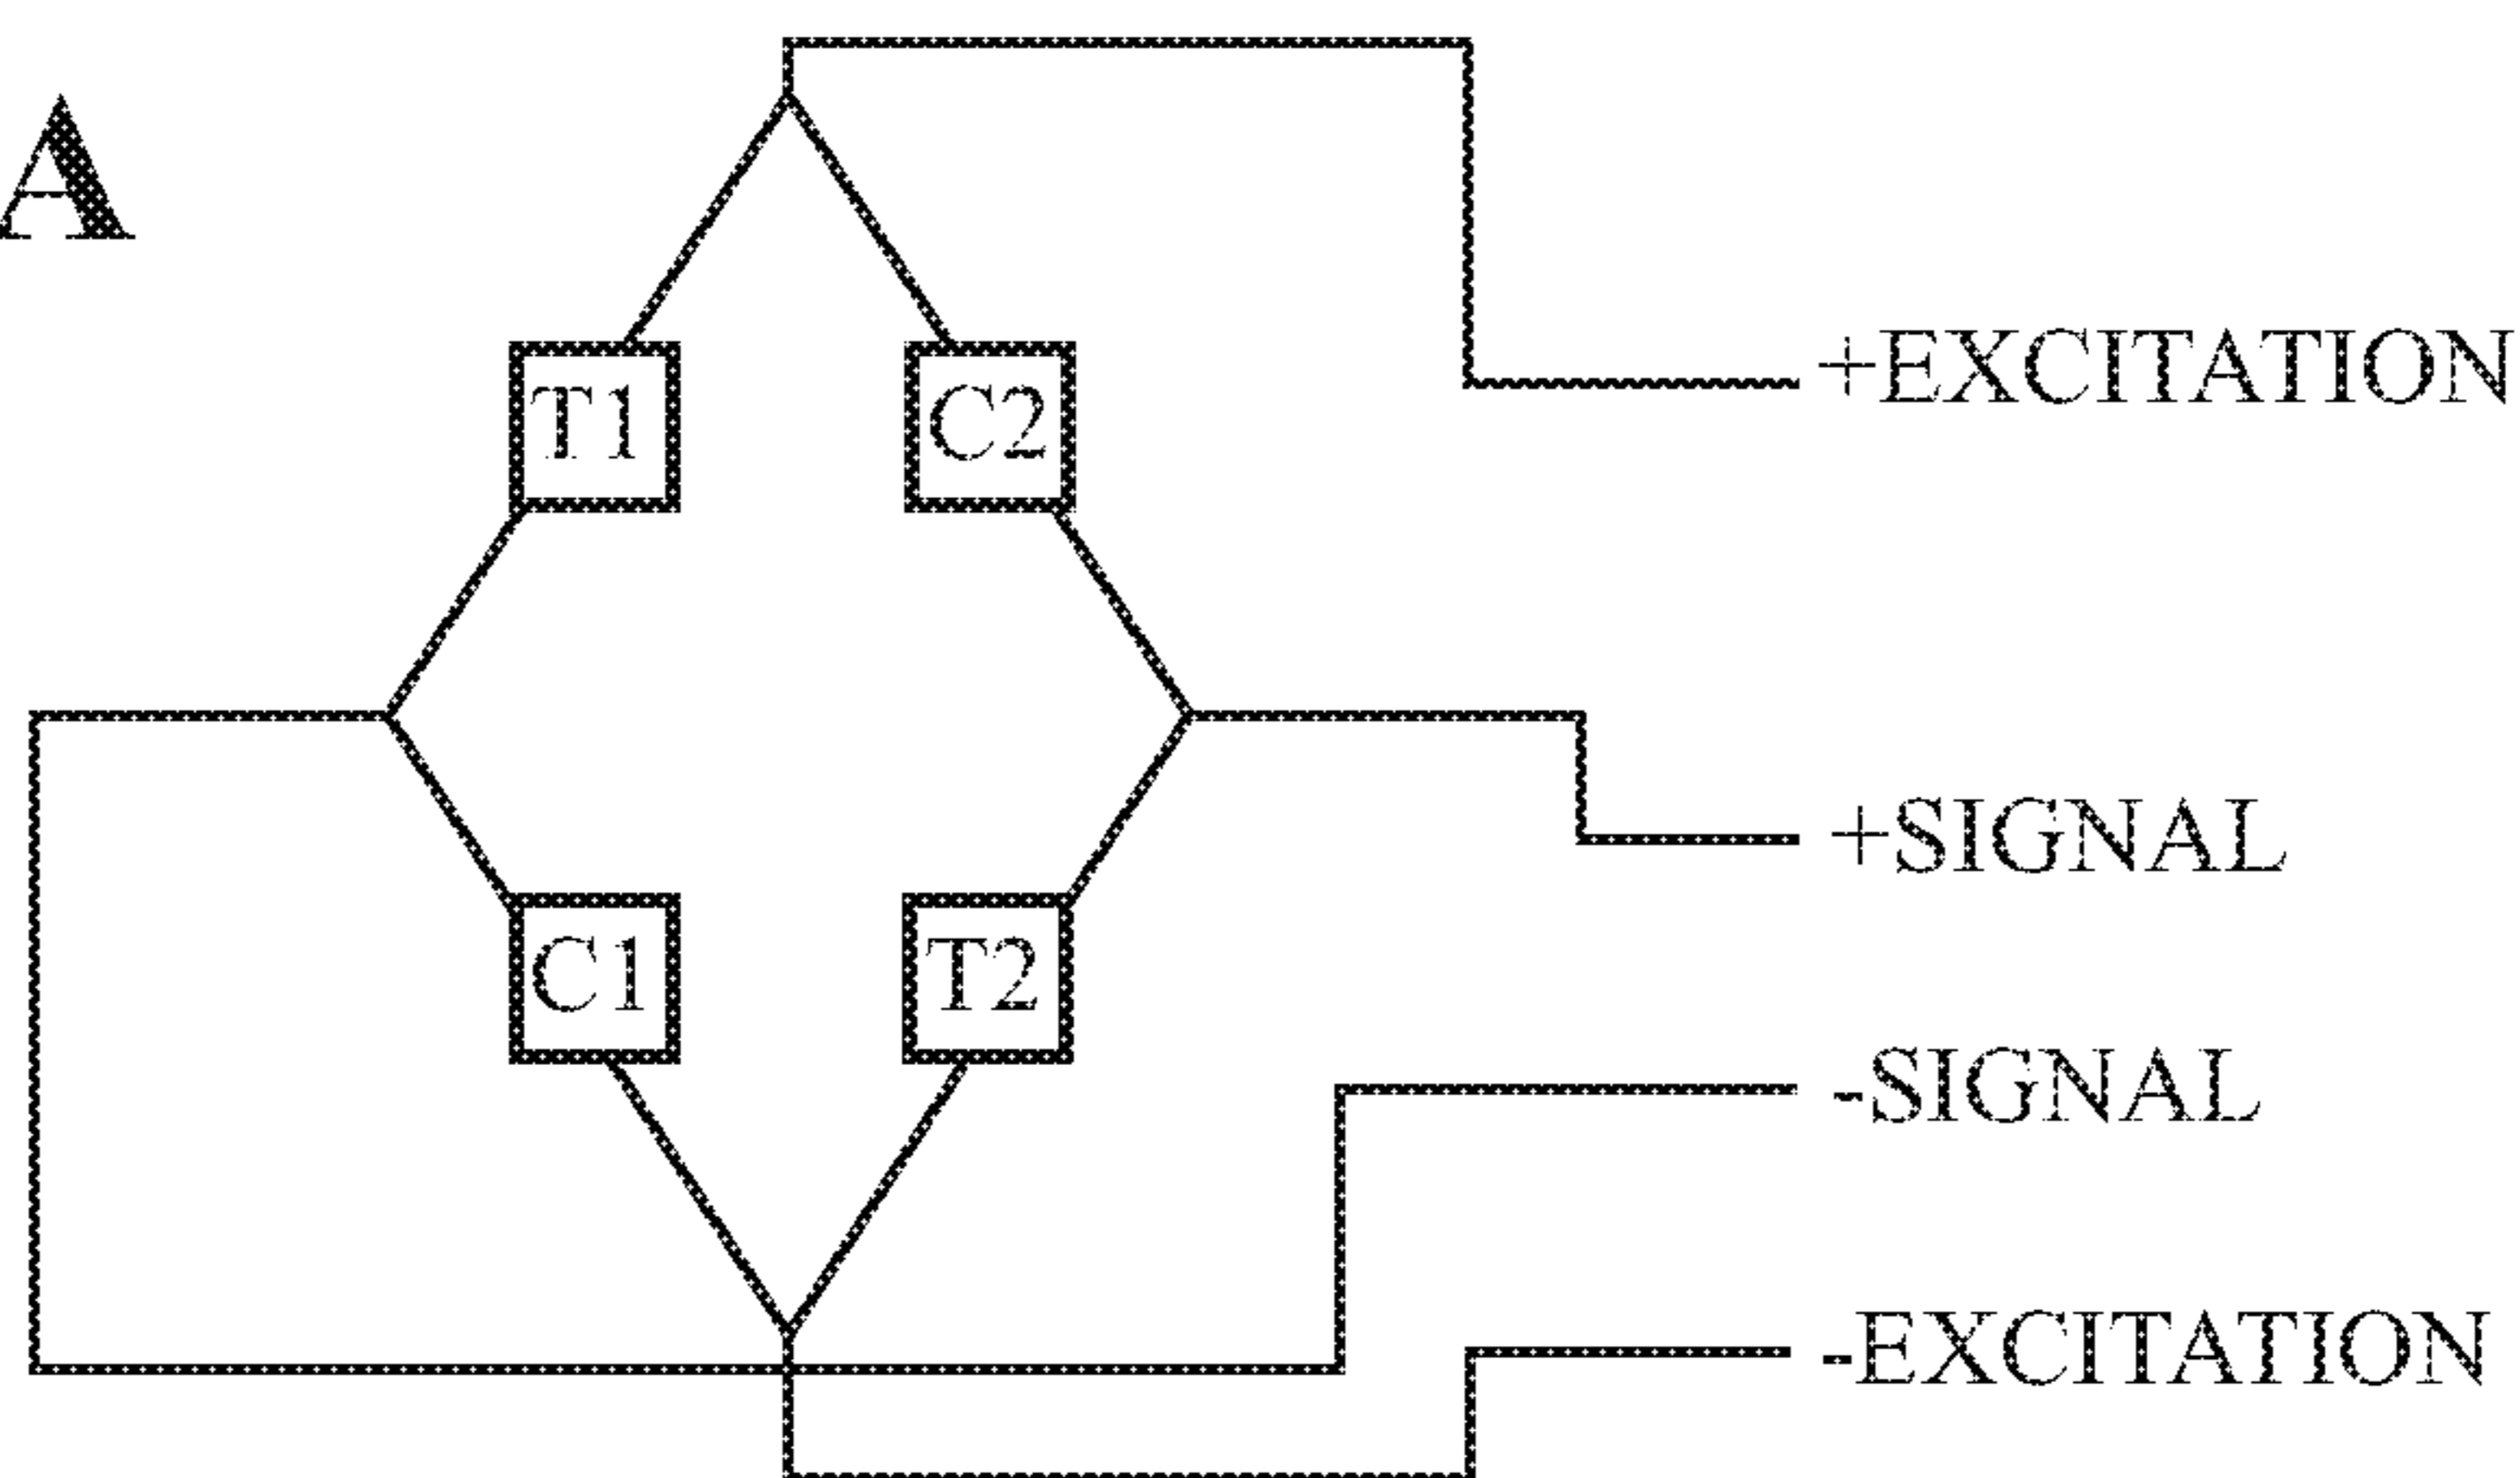 A
+EXCITATION
T1 C2
+SIGNAL
C1 T2
-SIGNAL
-EXCITATION